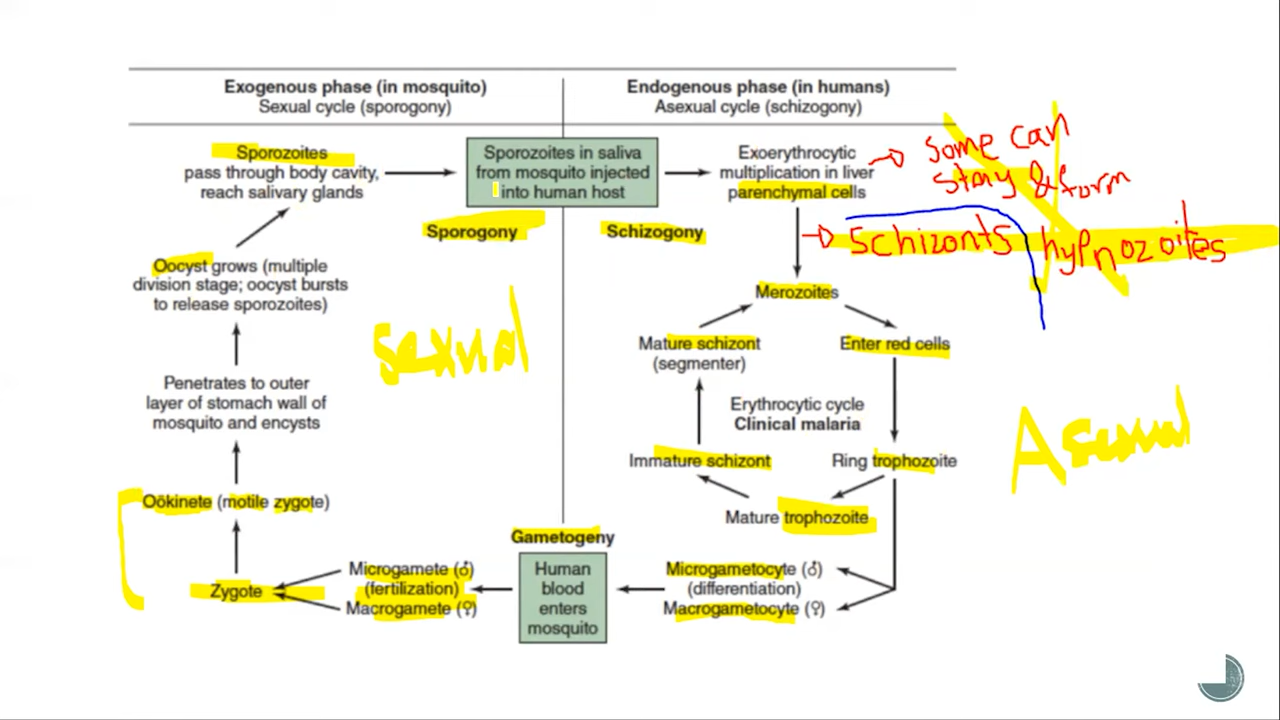 Exogenous phase (in mosquito)
Sexual cycle (sporogony)
Endogenous phase (in humans)
Asexual cycle (schizogony)
Sporozoites
pass through body cavity,
reach salivary glands
Sporozoites in saliva
from mosquito injected
into human host
Exoerythrocytic
multiplication in liver
parenchymal cells
Some can
stay & form
Schizonts
hypnozoites
Sporogony
Schizogony
Oocyst grows (multiple
division stage; oocyst bursts
to release sporozoites)
sexual
Merozoites
Mature schizont
(segmenter)
Enter red cells
Penetrates to outer
layer of stomach wall of
mosquito and encysts
Erythrocytic cycle
Clinical malaria
Asexual
Immature schizont
Ring trophozoite
Mature trophozoite
Oökinete (motile zygote)
Gametogeny
Zygote
Microgamete (♂)
(fertilization)
Macrogamete (♀)
Human
blood
enters
mosquito
Microgametocyte (♂)
(differentiation)
Macrogametocyte (♀)